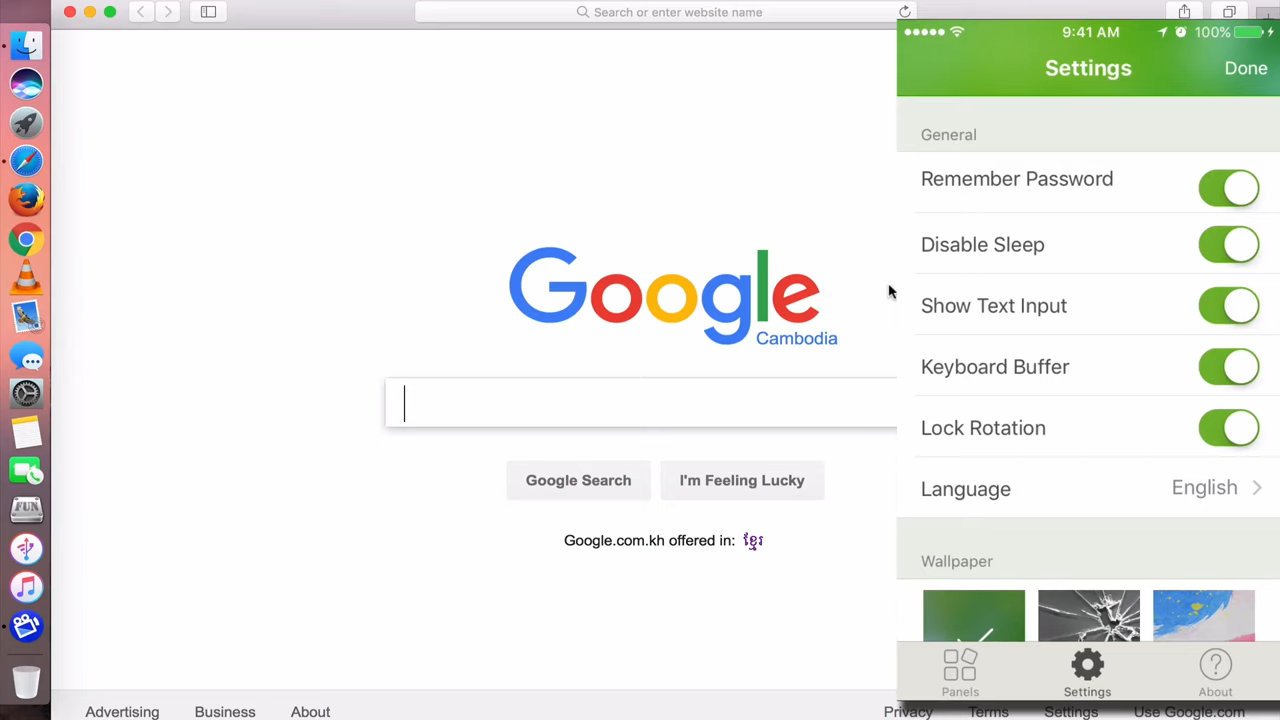 Search or enter website name
9:41 AM
100%
Settings
Done
General
Remember Password
Disable Sleep
Show Text Input
Keyboard Buffer
Lock Rotation
Language
English
Wallpaper
Panels
Settings
About
Google
Cambodia
Google Search
I'm Feeling Lucky
Google.com.kh offered in: ខ្មែរ
FUN
Advertising
Business
About
Privacy
Terms
Settings
Use Google.com